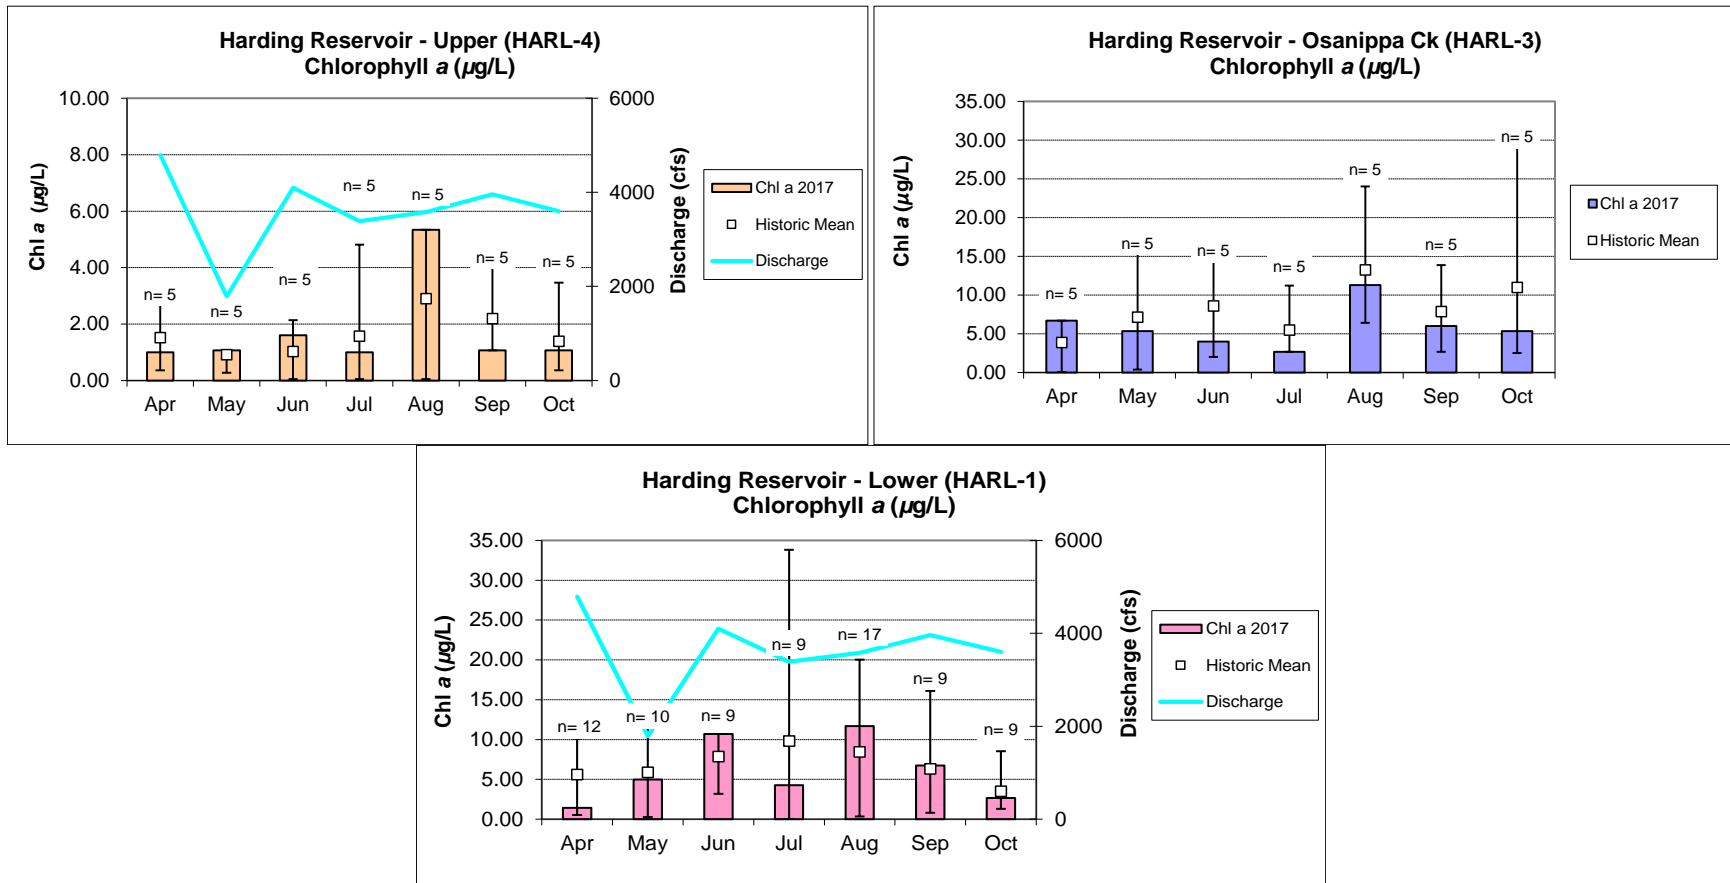 Harding Reservoir - Upper (HARL-4)
Chlorophyll a (µg/L)
Chl a (µg/L)
10.00
8.00
6.00
4.00
2.00
0.00
6000
4000
2000
0
Discharge (cfs)
n= 5
n= 5
n= 5
n= 5
n= 5
n= 5
n= 5
Apr May Jun Jul Aug Sep Oct
Chl a 2017
Historic Mean
Discharge
Harding Reservoir - Osanippa Ck (HARL-3)
Chlorophyll a (µg/L)
Chl a (µg/L)
35.00
30.00
25.00
20.00
15.00
10.00
5.00
0.00
n= 5
n= 5
n= 5
n= 5
n= 5
n= 5
n= 5
Apr May Jun Jul Aug Sep Oct
Chl a 2017
Historic Mean
Harding Reservoir - Lower (HARL-1)
Chlorophyll a (µg/L)
Chl a (µg/L)
35.00
30.00
25.00
20.00
15.00
10.00
5.00
0.00
6000
4000
2000
0
Discharge (cfs)
n= 12
n= 10
n= 9
n= 9
n= 17
n= 9
n= 9
Apr May Jun Jul Aug Sep Oct
Chl a 2017
Historic Mean
Discharge